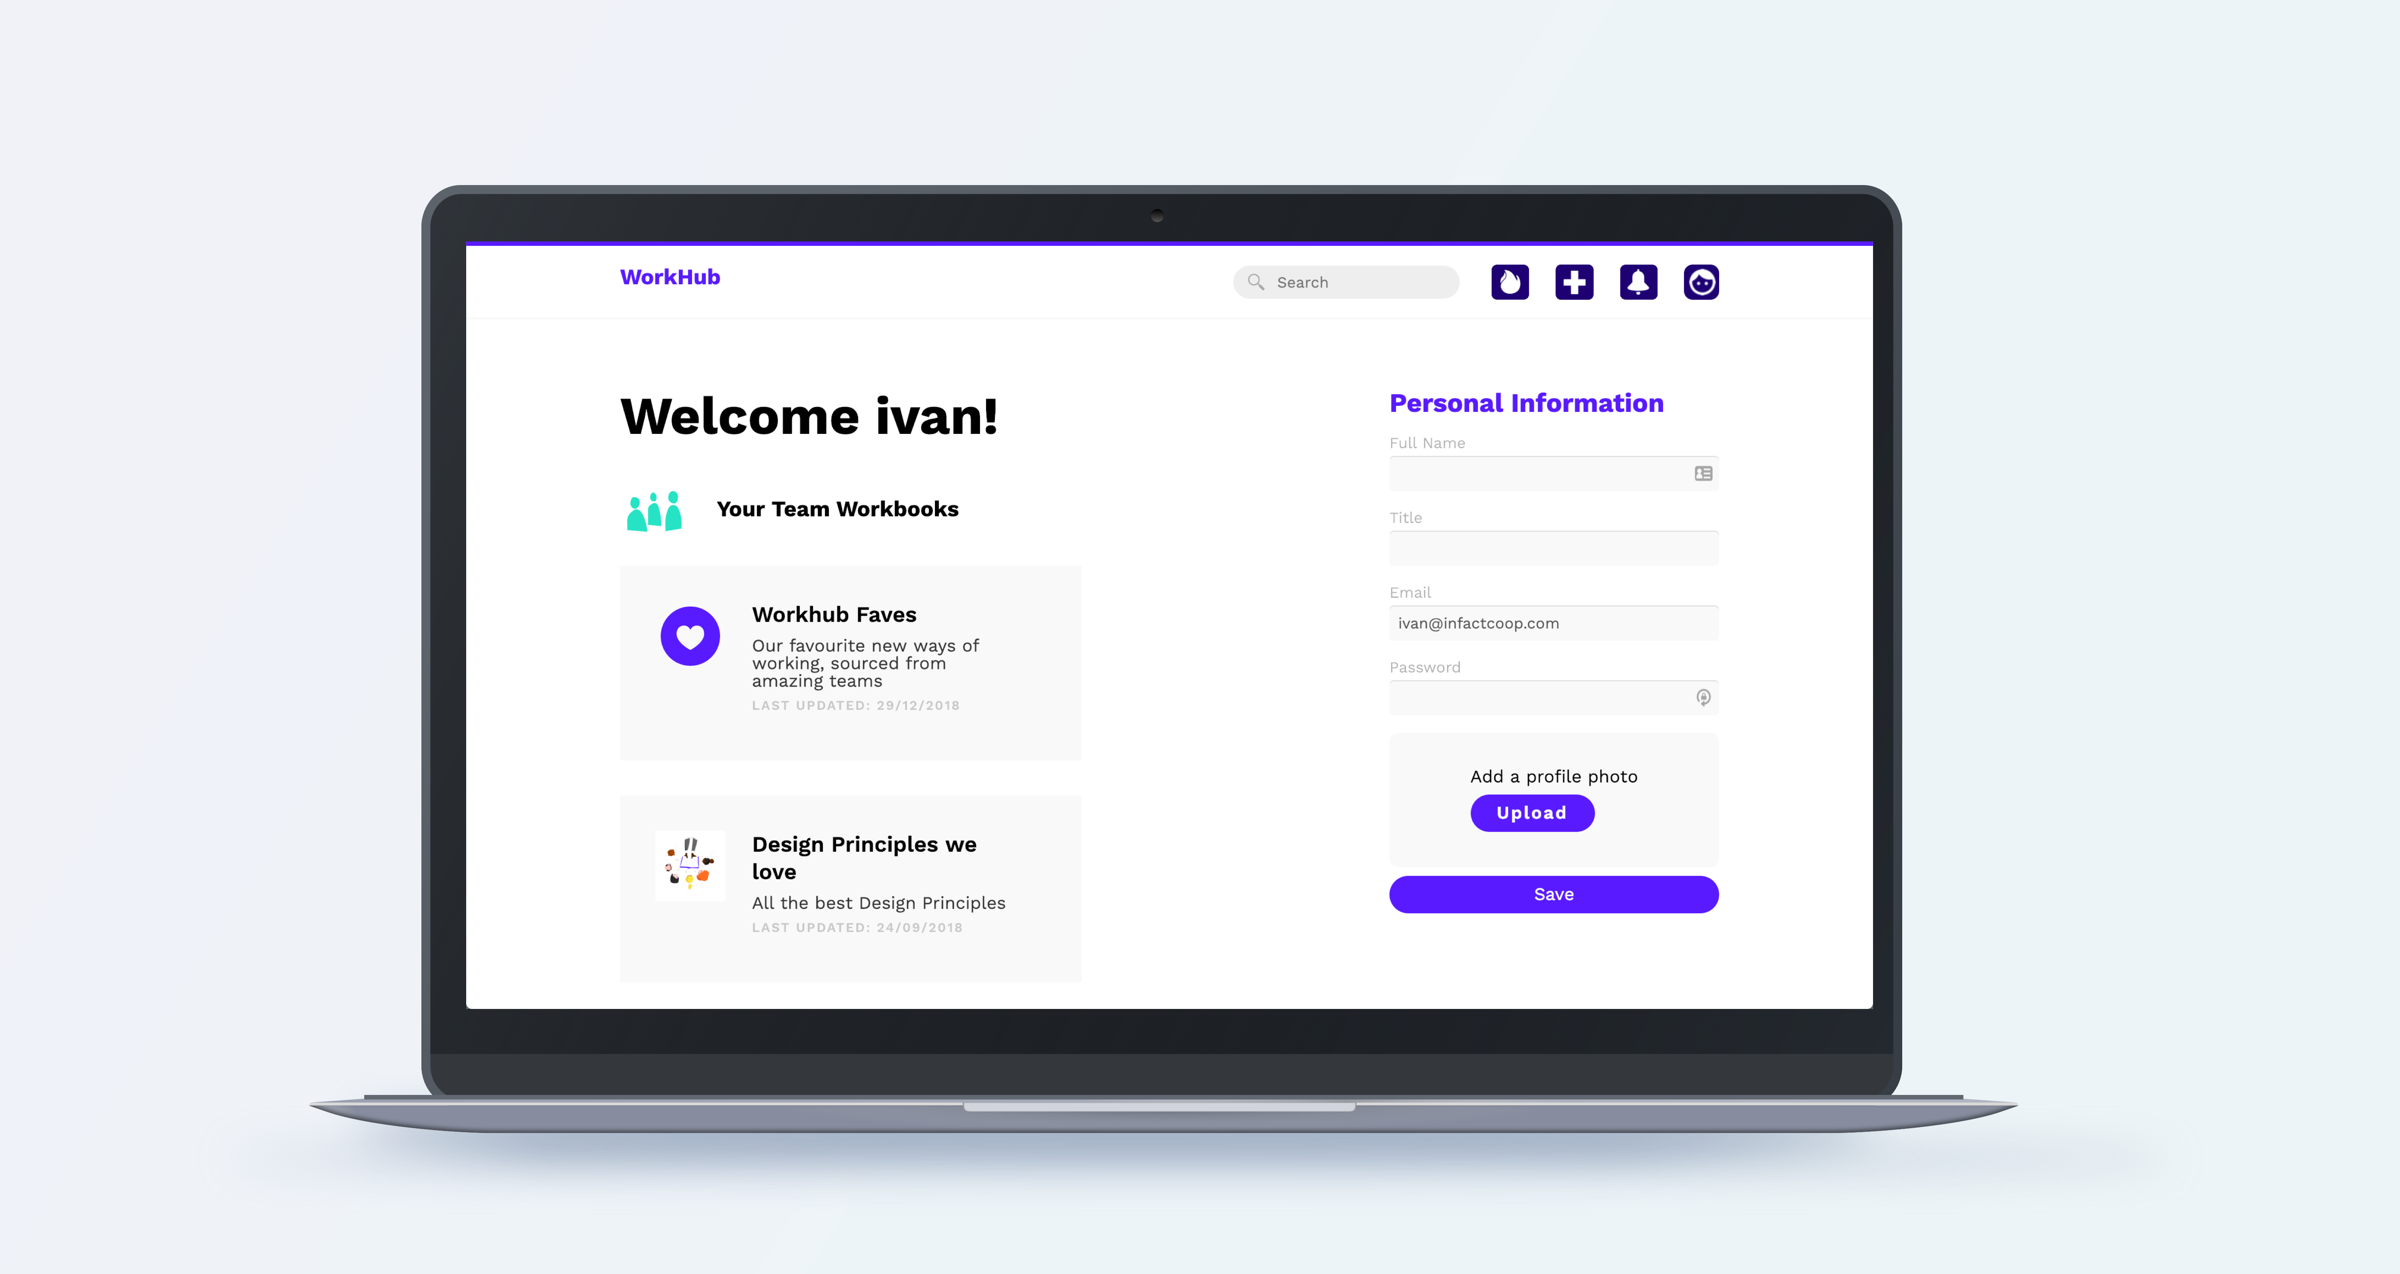 WorkHub
Search
Welcome ivan!
Your Team Workbooks
Workhub Faves
Our favourite new ways of
working, sourced from
amazing teams
LAST UPDATED: 29/12/2018
Design Principles we
love
All the best Design Principles
LAST UPDATED: 24/09/2018
Personal Information
Full Name
Title
Email
ivan@infactcoop.com
Password
Add a profile photo
Upload
Save